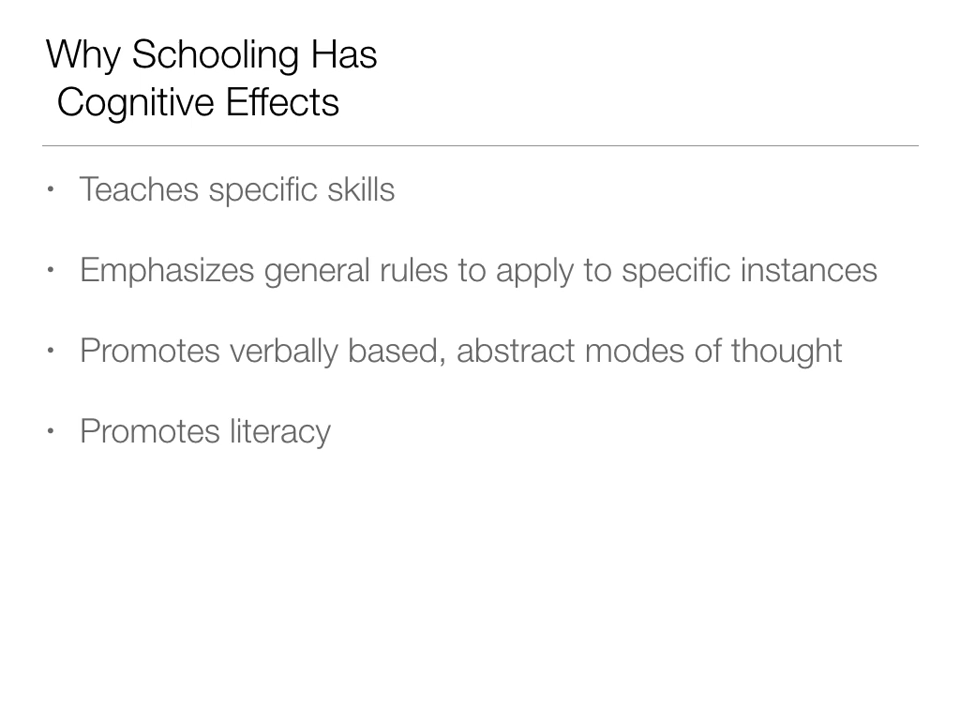 Why Schooling Has
Cognitive Effects
• Teaches specific skills
• Emphasizes general rules to apply to specific instances
• Promotes verbally based, abstract modes of thought
• Promotes literacy